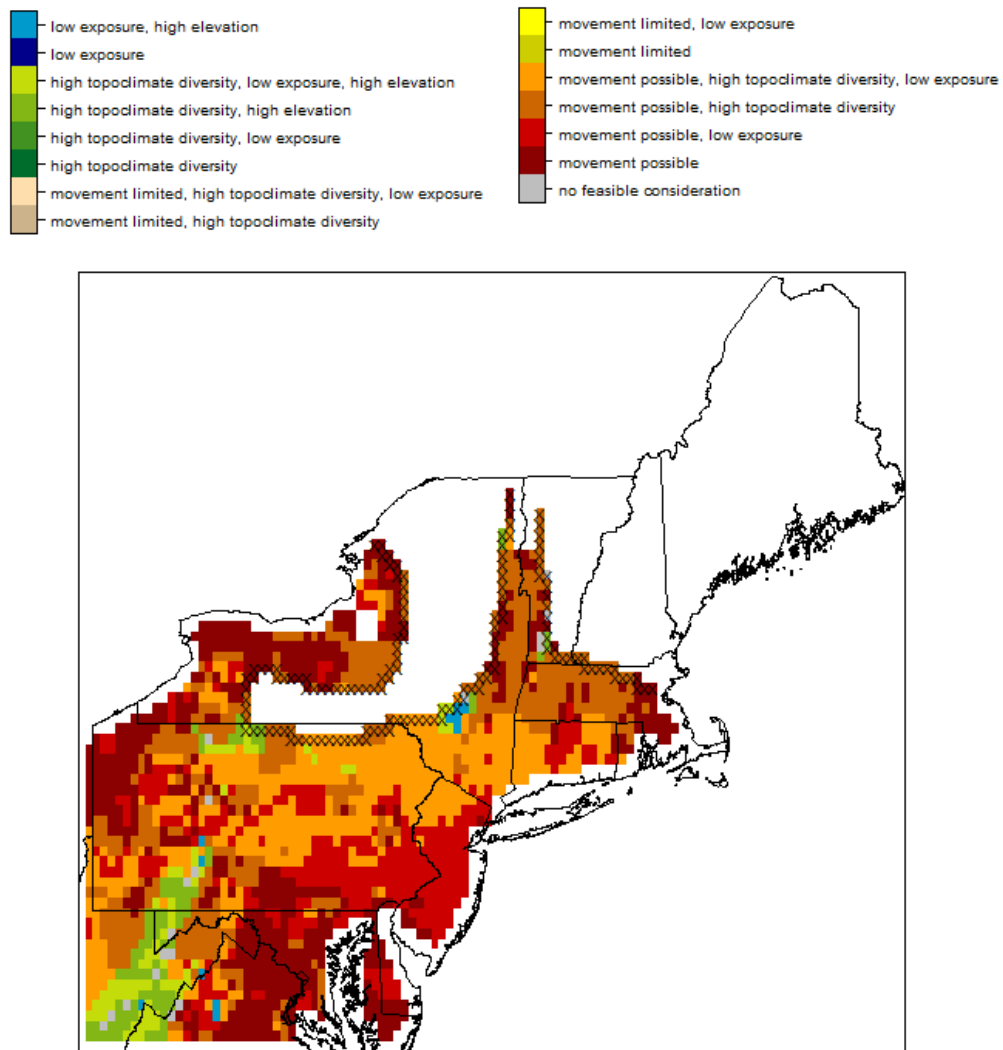 low exposure, high elevation
low exposure
high topoclimate diversity, low exposure, high elevation
high topoclimate diversity, high elevation
high topoclimate diversity, low exposure
high topoclimate diversity
movement limited, high topoclimate diversity, low exposure
movement limited, high topoclimate diversity
movement limited, low exposure
movement limited
movement possible, high topoclimate diversity, low exposure
movement possible, high topoclimate diversity
movement possible, low exposure
movement possible
no feasible consideration